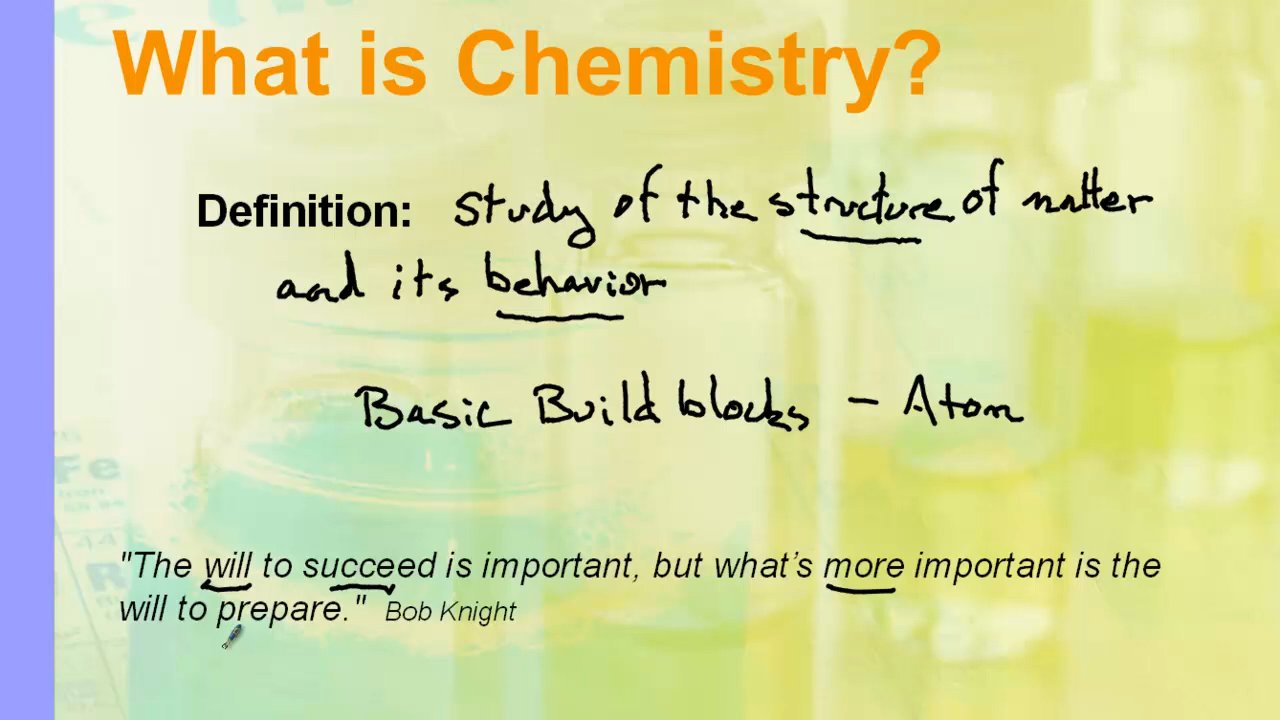 What is Chemistry?
Definition: study of the structure of matter
and its behavior
Basic Build blocks – Atom
"The will to succeed is important, but what's more important is the
will to prepare." Bob Knight
Fe